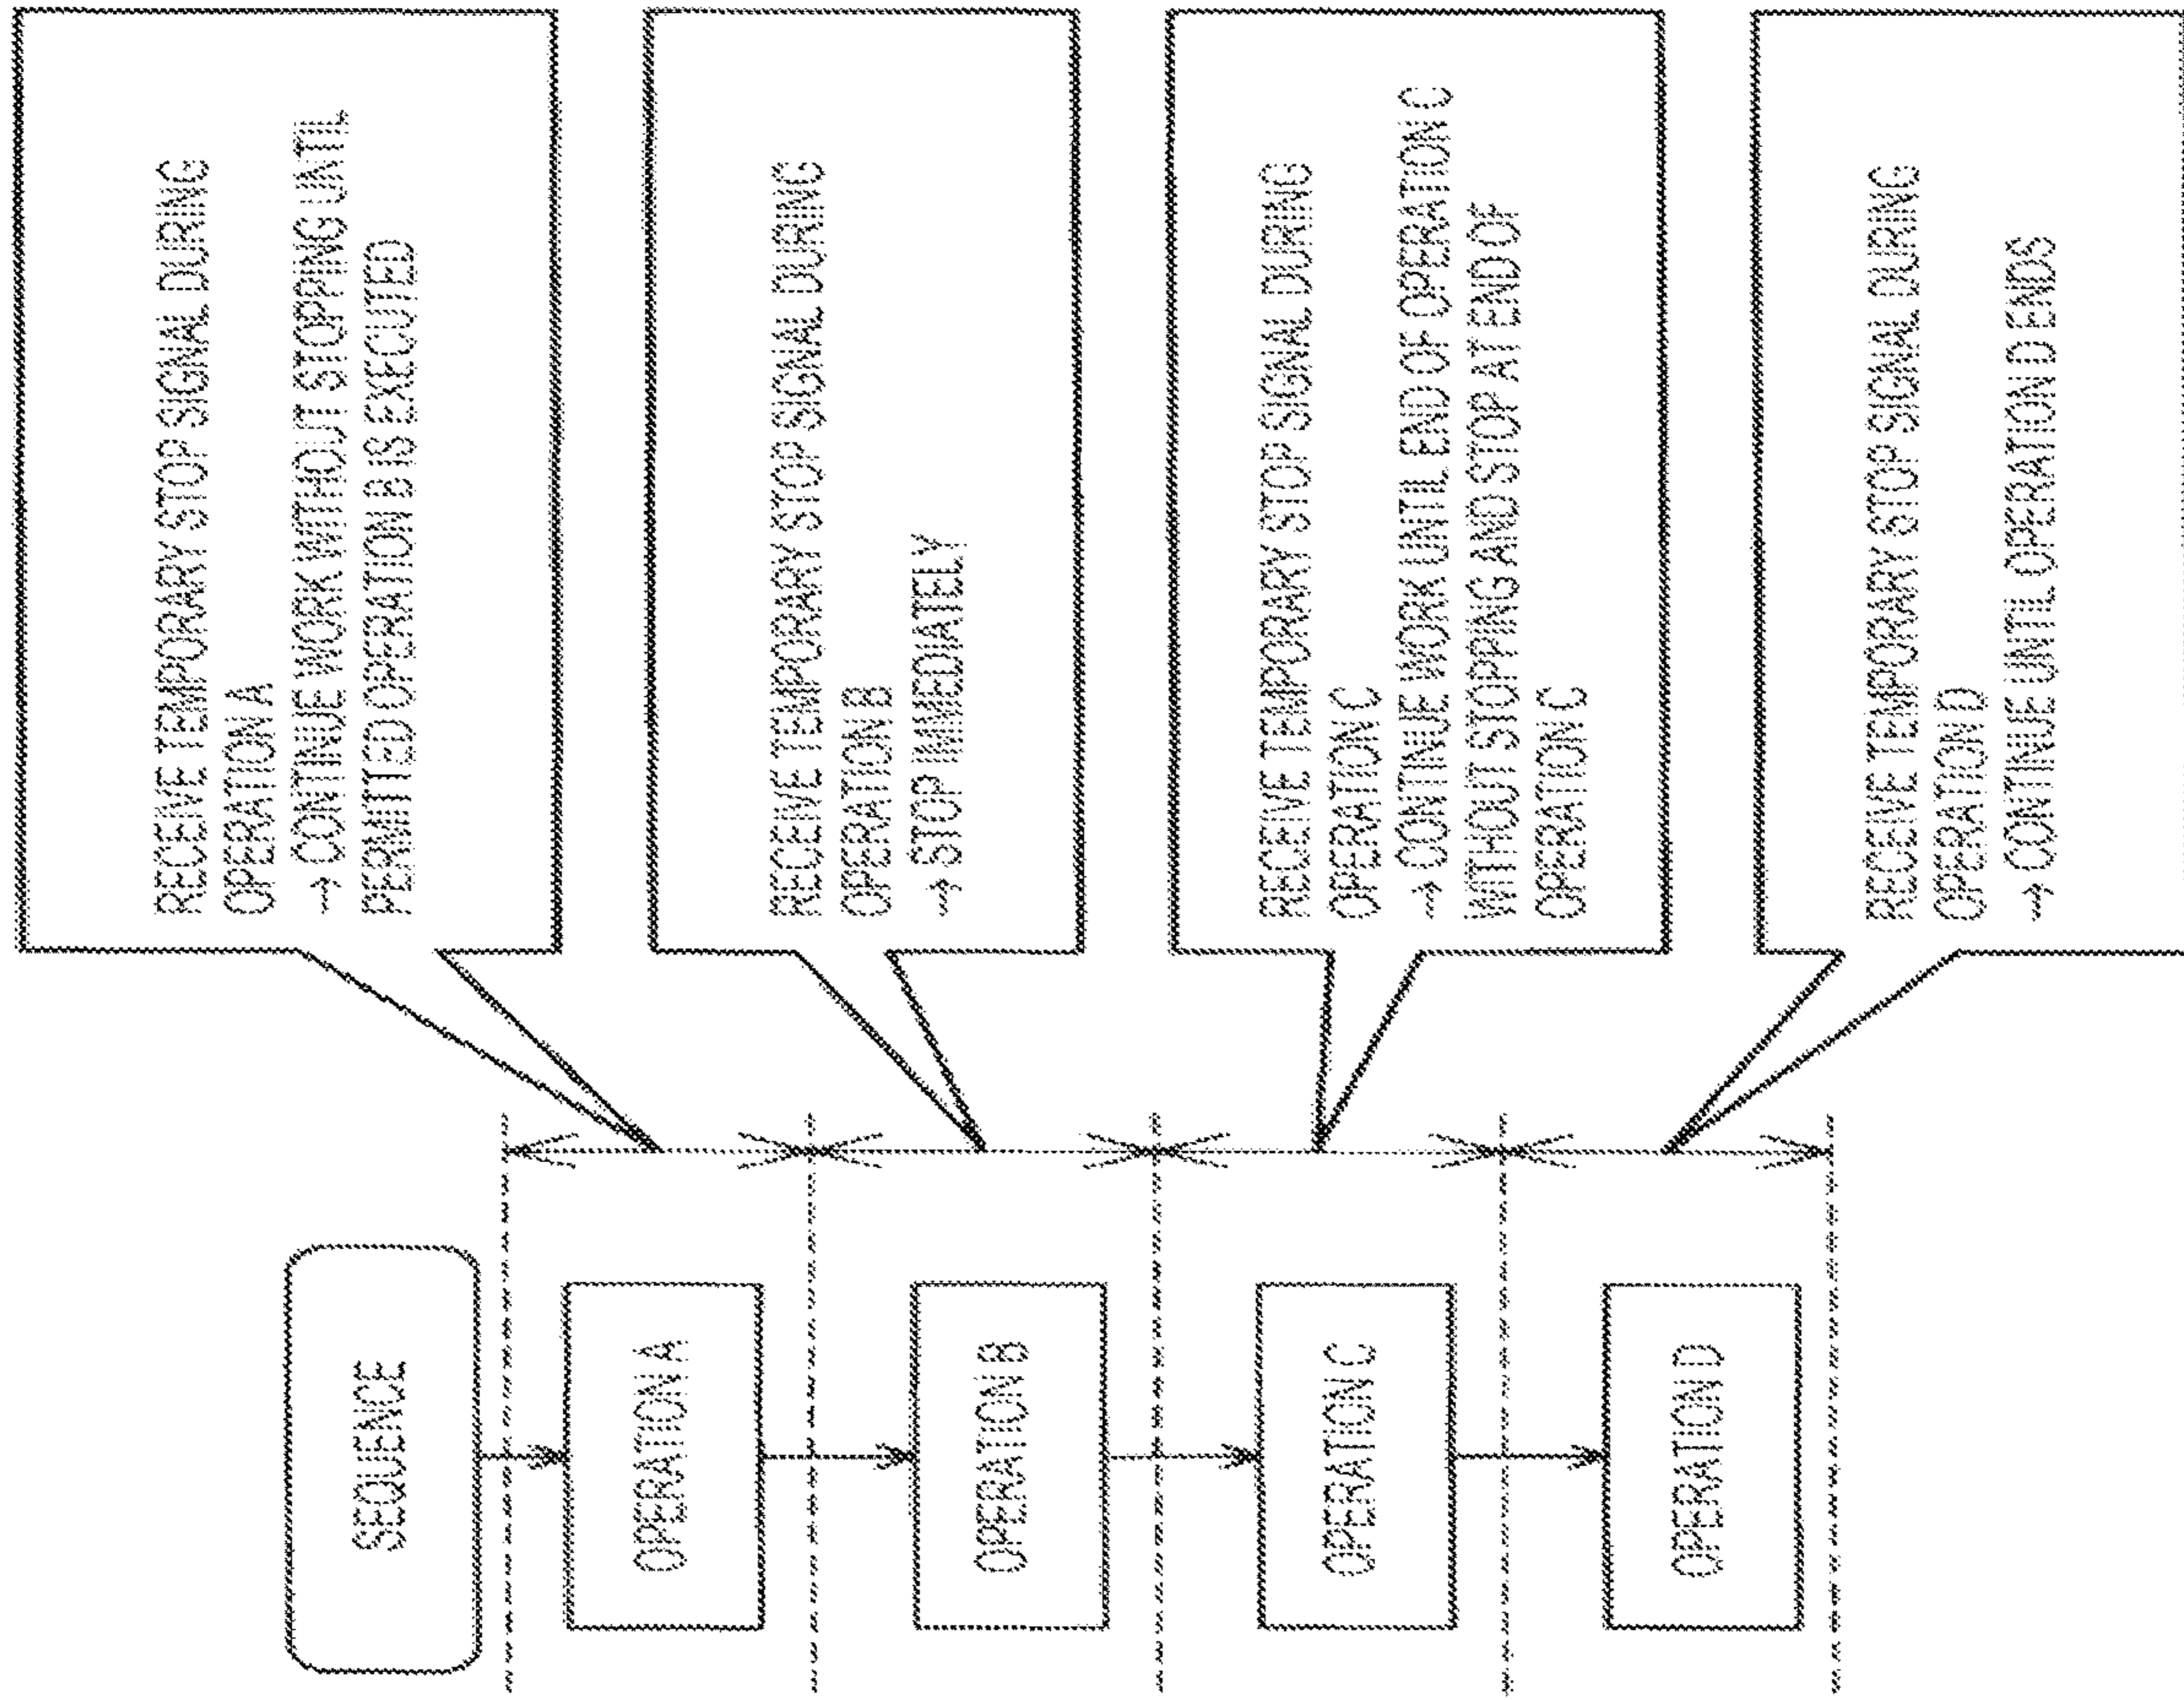 SEQUENCE
OPERATION A
OPERATION B
OPERATION C
OPERATION D
RECEIVE TEMPORARY STOP SIGNAL DURING
OPERATION A
→ CONTINUE WORK WITHOUT STOPPING UNTIL
PERMITTED OPERATION B IS EXECUTED
RECEIVE TEMPORARY STOP SIGNAL DURING
OPERATION B
→ STOP IMMEDIATELY
RECEIVE TEMPORARY STOP SIGNAL DURING
OPERATION C
→ CONTINUE WORK UNTIL END OF OPERATION C
WITHOUT STOPPING AND STOP AT END OF
OPERATION C
RECEIVE TEMPORARY STOP SIGNAL DURING
OPERATION D
→ CONTINUE UNTIL OPERATION D ENDS